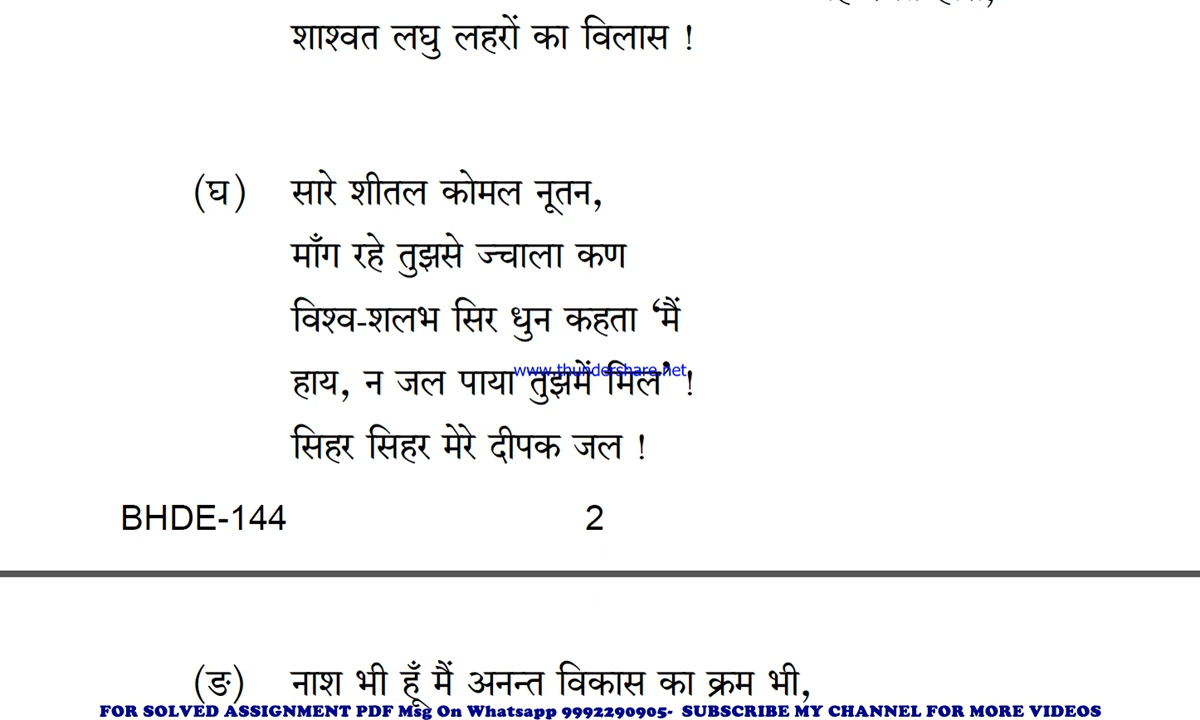 शाश्वत लघु लहरों का विलास !
(घ) सारे शीतल कोमल नूतन,
माँग रहे तुझसे ज्चाला कण
विश्व-शलभ सिर धुन कहता ‘मैं
हाय, न जल पाया तुझमें मिल’ !
www.thundershare.net
सिहर सिहर मेरे दीपक जल !
BHDE-144 2
(ङ) नाश भी हूँ मैं अनन्त विकास का क्रम भी,
FOR SOLVED ASSIGNMENT PDF Msg On Whatsapp 9992290905- SUBSCRIBE MY CHANNEL FOR MORE VIDEOS